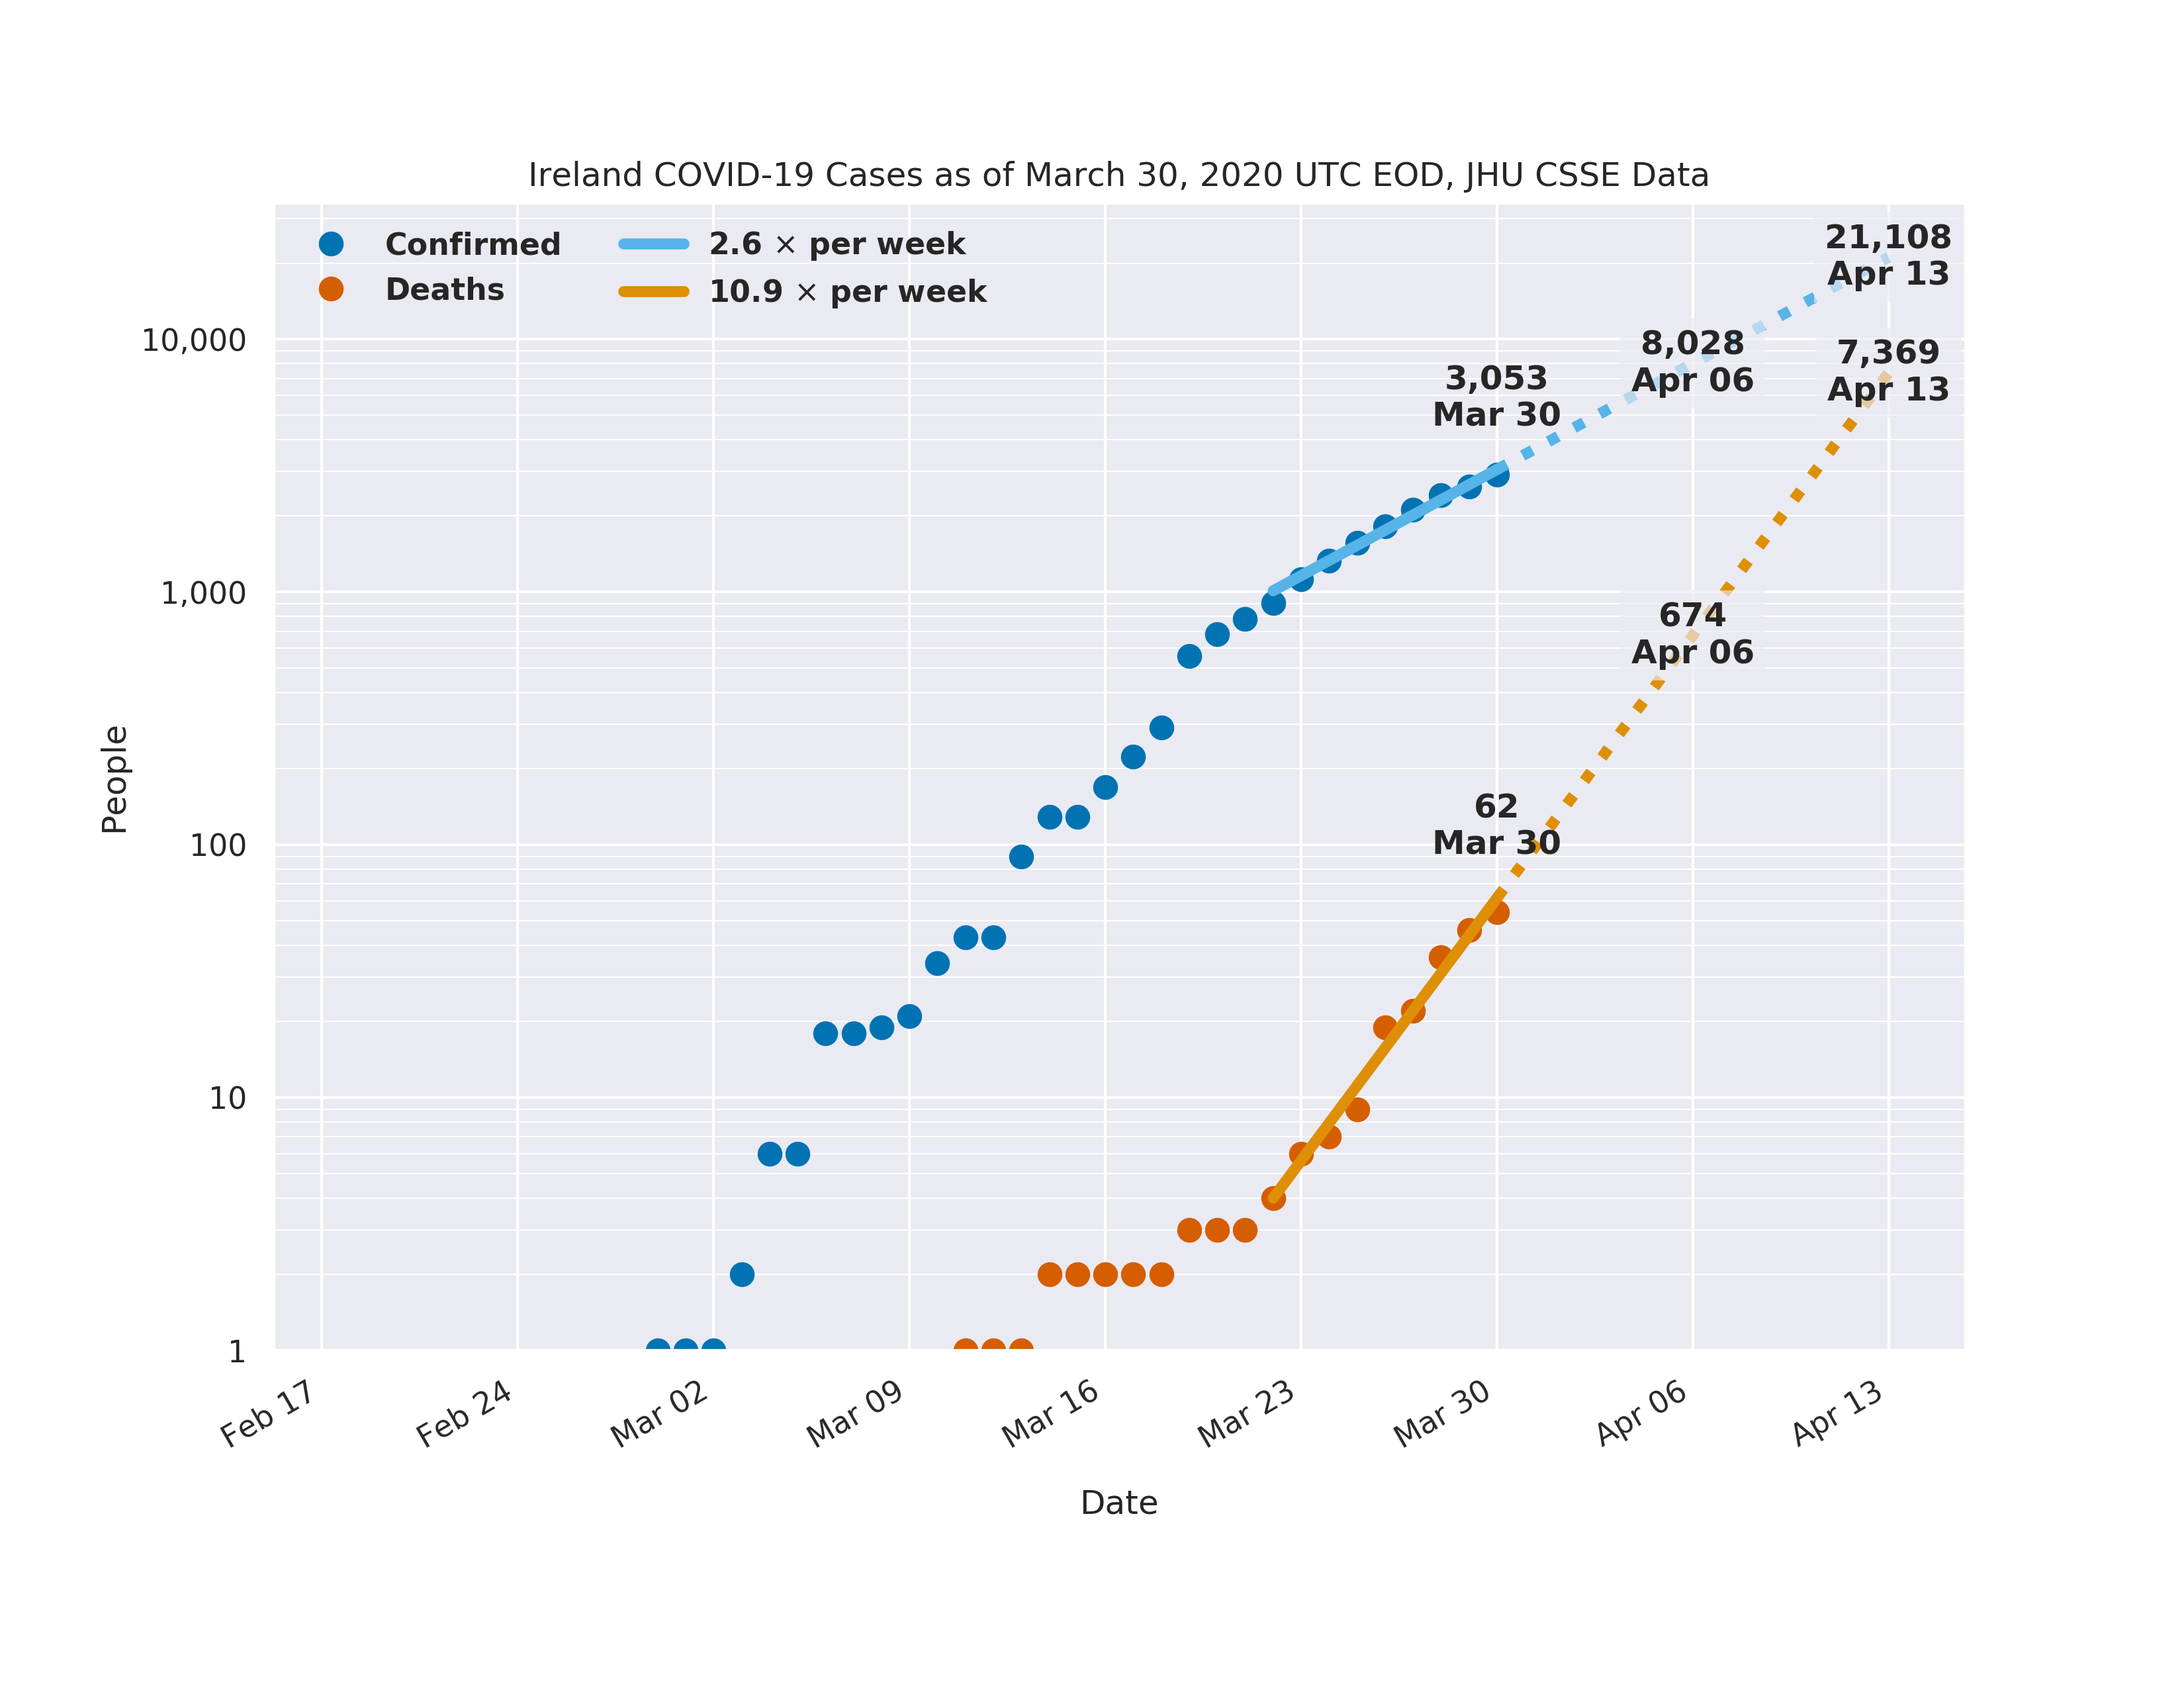 Ireland COVID-19 Cases as of March 30, 2020 UTC EOD, JHU CSSE Data
Confirmed
Deaths
2.6 × per week
10.9 × per week
21,108
Apr 13
8,028
Apr 06
7,369
Apr 13
3,053
Mar 30
674
Apr 06
62
Mar 30
People
10,000
1,000
100
10
1
Feb 17
Feb 24
Mar 02
Mar 09
Mar 16
Mar 23
Mar 30
Apr 06
Apr 13
Date